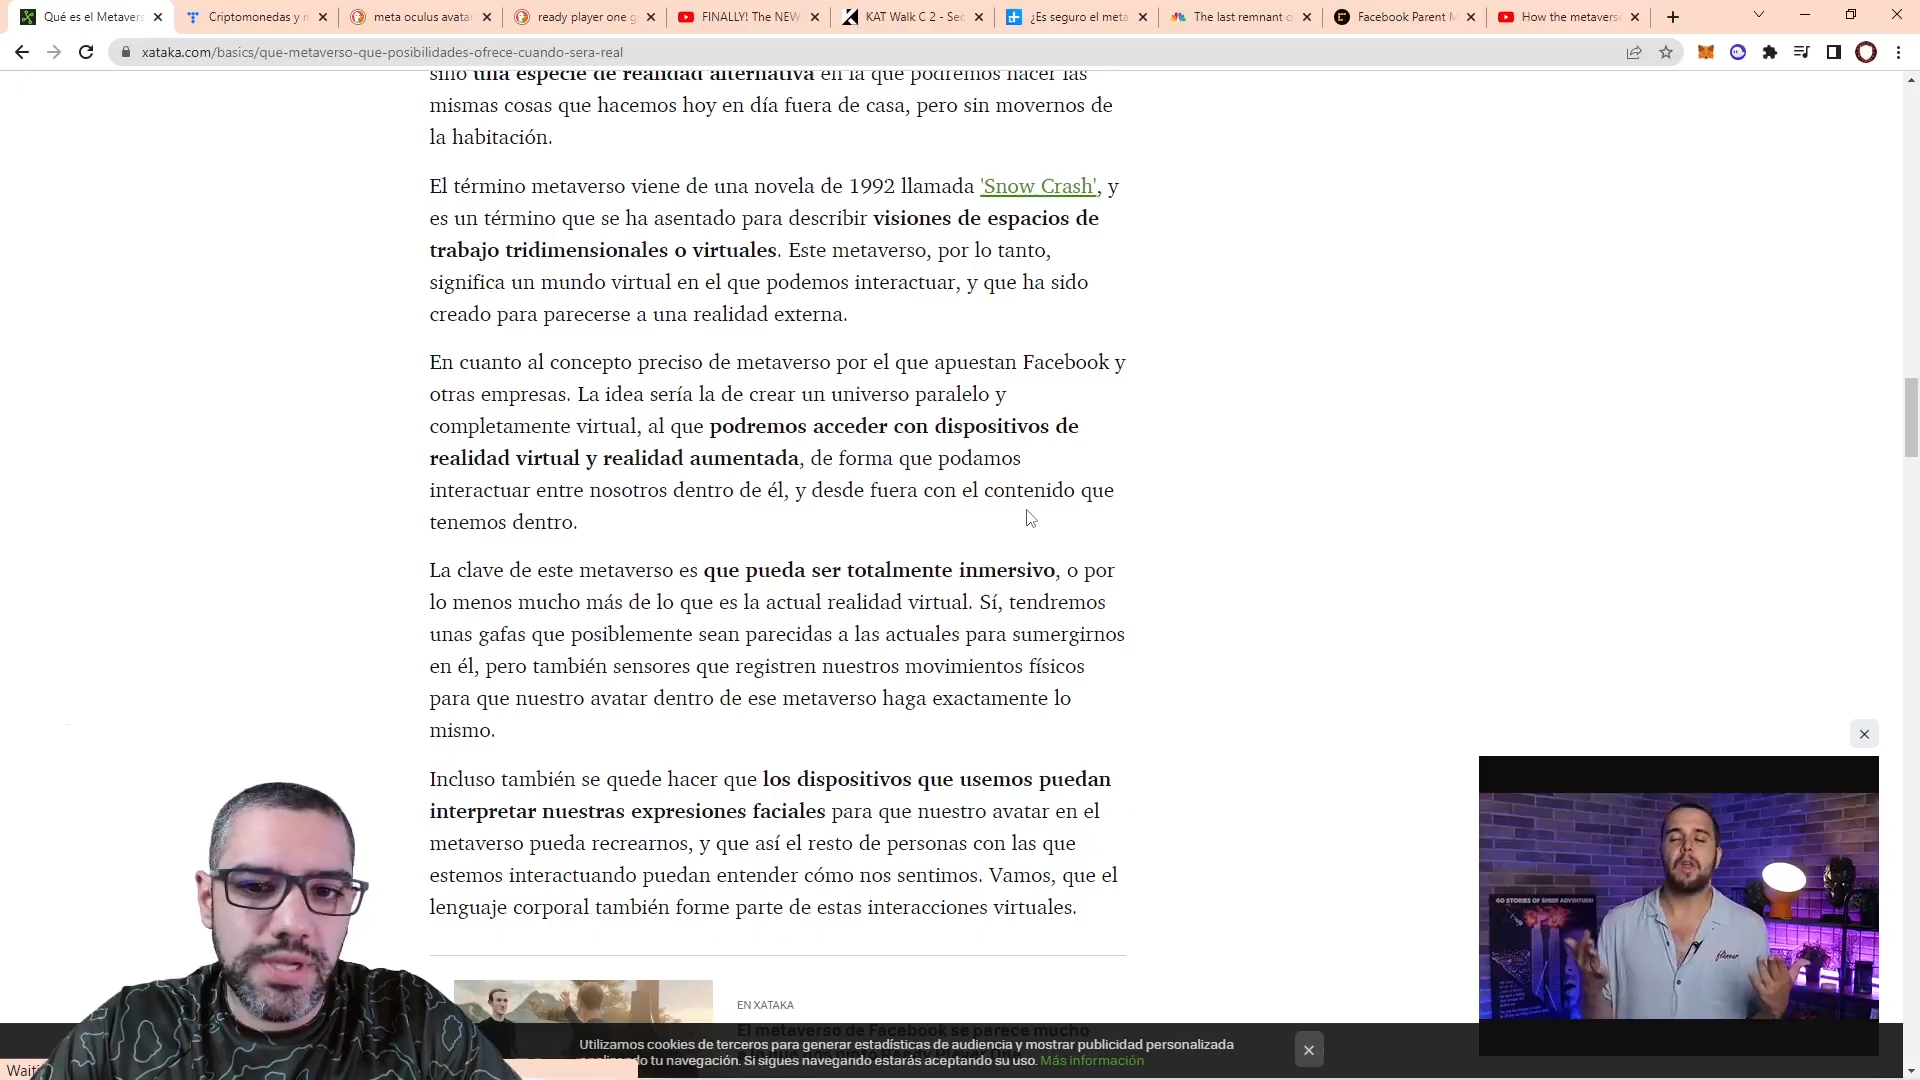 Qué es el Metavers
Criptomonedas y n
meta oculus avata
ready player one g
FINALLY! The NEW
KAT Walk C 2 - Sec
¿Es seguro el meta
The last remnant o
Facebook Parent M
How the metavers
xataka.com/basics/que-metaverso-que-posibilidades-ofrece-cuando-sera-real
sino una especie de realidad alternativa en la que podremos hacer las
mismas cosas que hacemos hoy en día fuera de casa, pero sin movernos de
la habitación.
El término metaverso viene de una novela de 1992 llamada 'Snow Crash', y
es un término que se ha asentado para describir visiones de espacios de
trabajo tridimensionales o virtuales. Este metaverso, por lo tanto,
significa un mundo virtual en el que podemos interactuar, y que ha sido
creado para parecerse a una realidad externa.
En cuanto al concepto preciso de metaverso por el que apuestan Facebook y
otras empresas. La idea sería la de crear un universo paralelo y
completamente virtual, al que podremos acceder con dispositivos de
realidad virtual y realidad aumentada, de forma que podamos
interactuar entre nosotros dentro de él, y desde fuera con el contenido que
tenemos dentro.
La clave de este metaverso es que pueda ser totalmente inmersivo, o por
lo menos mucho más de lo que es la actual realidad virtual. Sí, tendremos
unas gafas que posiblemente sean parecidas a las actuales para sumergirnos
en él, pero también sensores que registren nuestros movimientos físicos
para que nuestro avatar dentro de ese metaverso haga exactamente lo
mismo.
Incluso también se quede hacer que los dispositivos que usemos puedan
interpretar nuestras expresiones faciales para que nuestro avatar en el
metaverso pueda recrearnos, y que así el resto de personas con las que
estemos interactuando puedan entender cómo nos sentimos. Vamos, que el
lenguaje corporal también forme parte de estas interacciones virtuales.
EN XATAKA
El metaverso de Facebook se parece mucho
Utilizamos cookies de terceros para generar estadísticas de audiencia y mostrar publicidad personalizada
do tu navegación. Si sigues navegando estarás aceptando su uso. Más información
40 STORIES OF SHEER ADVENTURE!
Waiti